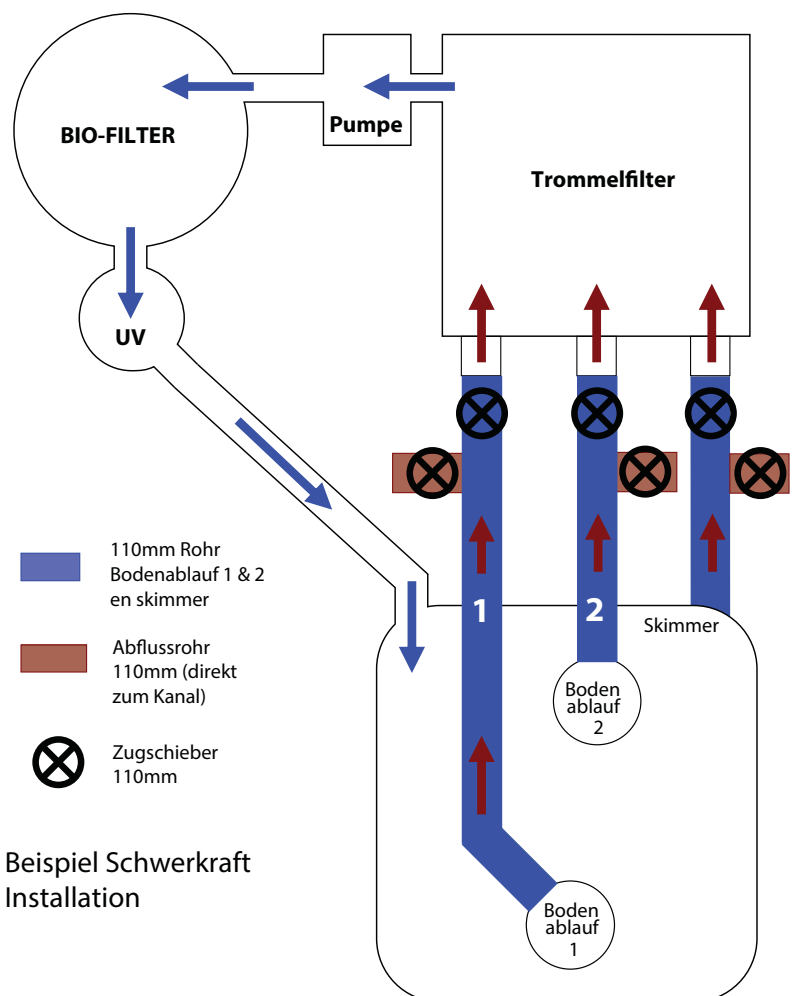 BIO-FILTER
Pumpe
Trommelfilter
UV
110mm Rohr
Bodenablauf 1 & 2
en skimmer
Abflussrohr
110mm (direkt
zum Kanal)
Zugschieber
110mm
Beispiel Schwerkraft
Installation
1
2
Skimmer
Boden
ablauf
2
Boden
ablauf
1